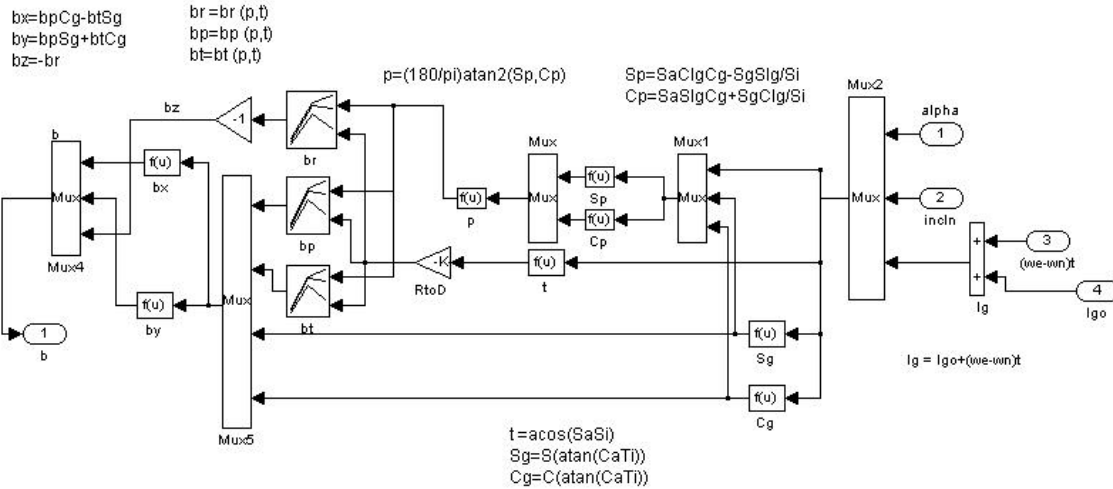 bx=bpCg-btSg
by=bpSg+btCg
bz=-br
br =br (p,t)
bp=bp (p,t)
bt=bt (p,t)
p=(180/pi)atan2(Sp,Cp)
Sp=SaClgCg-SgSlg/Si
Cp=SaSlgCg+SgClg/Si
Mux2
alpha
1
bz
-1
br
b
Mux
Mux1
f(u)
bx
Mux
Mux
f(u)
Sp
Mux
Mux
2
incln
f(u)
p
f(u)
Cp
bp
3
(we-wn)t
+
+
lg
Mux4
-K-
RtoD
f(u)
t
4
lgo
f(u)
by
Mux
bt
1
b
f(u)
Sg
lg = lgo+(we-wn)t
f(u)
Cg
Mux5
t=acos(SaSi)
Sg=S(atan(CaTi))
Cg=C(atan(CaTi))